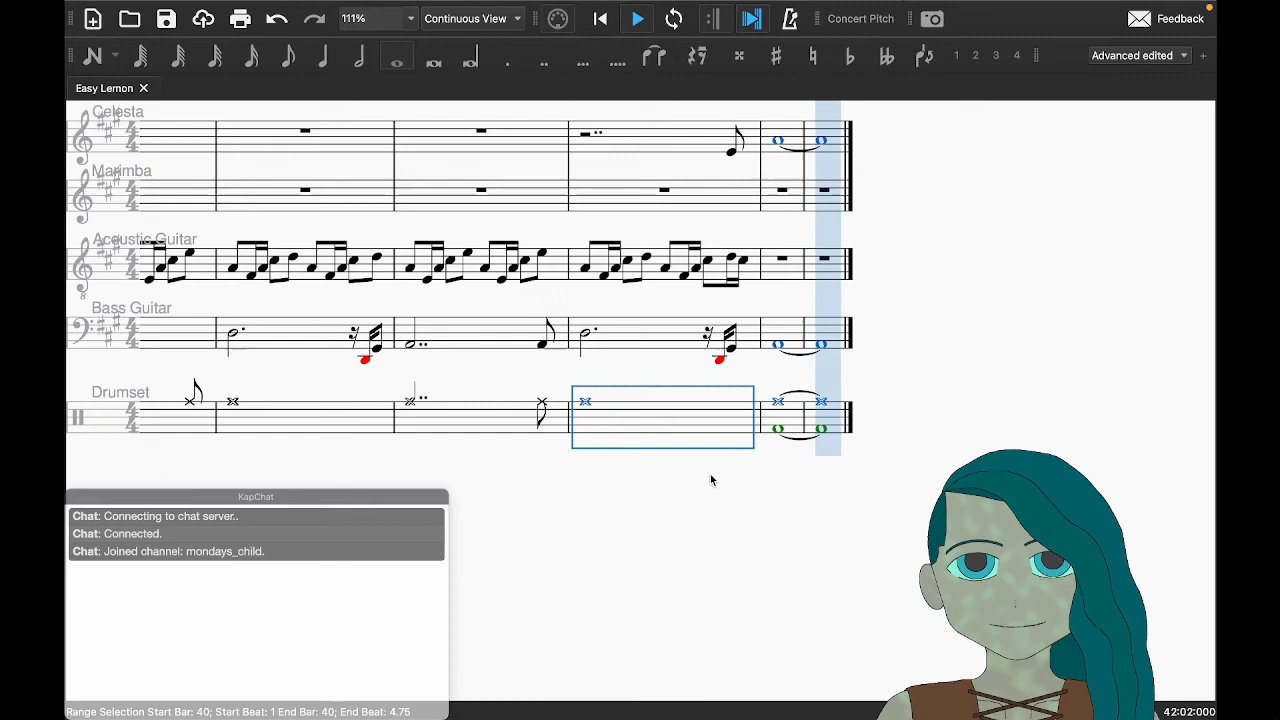 111%
Continuous View
Concert Pitch
Feedback
1 2 3 4
Advanced edited
Easy Lemon
Celesta
Marimba
Acoustic Guitar
Bass Guitar
Drumset
KapChat
Chat: Connecting to chat server..
Chat: Connected.
Chat: Joined channel: mondays_child.
Range Selection Start Bar: 40; Start Beat: 1 End Bar: 40; End Beat: 4.75
42:02:000